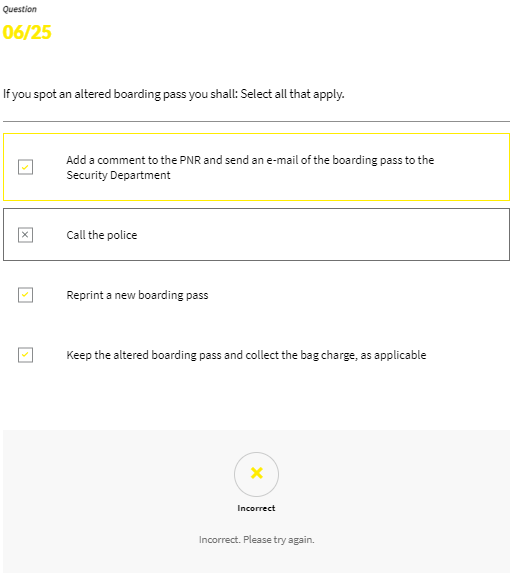 Question
06/25
If you spot an altered boarding pass you shall: Select all that apply.
Add a comment to the PNR and send an e-mail of the boarding pass to the
Security Department
Call the police
Reprint a new boarding pass
Keep the altered boarding pass and collect the bag charge, as applicable
Incorrect
Incorrect. Please try again.